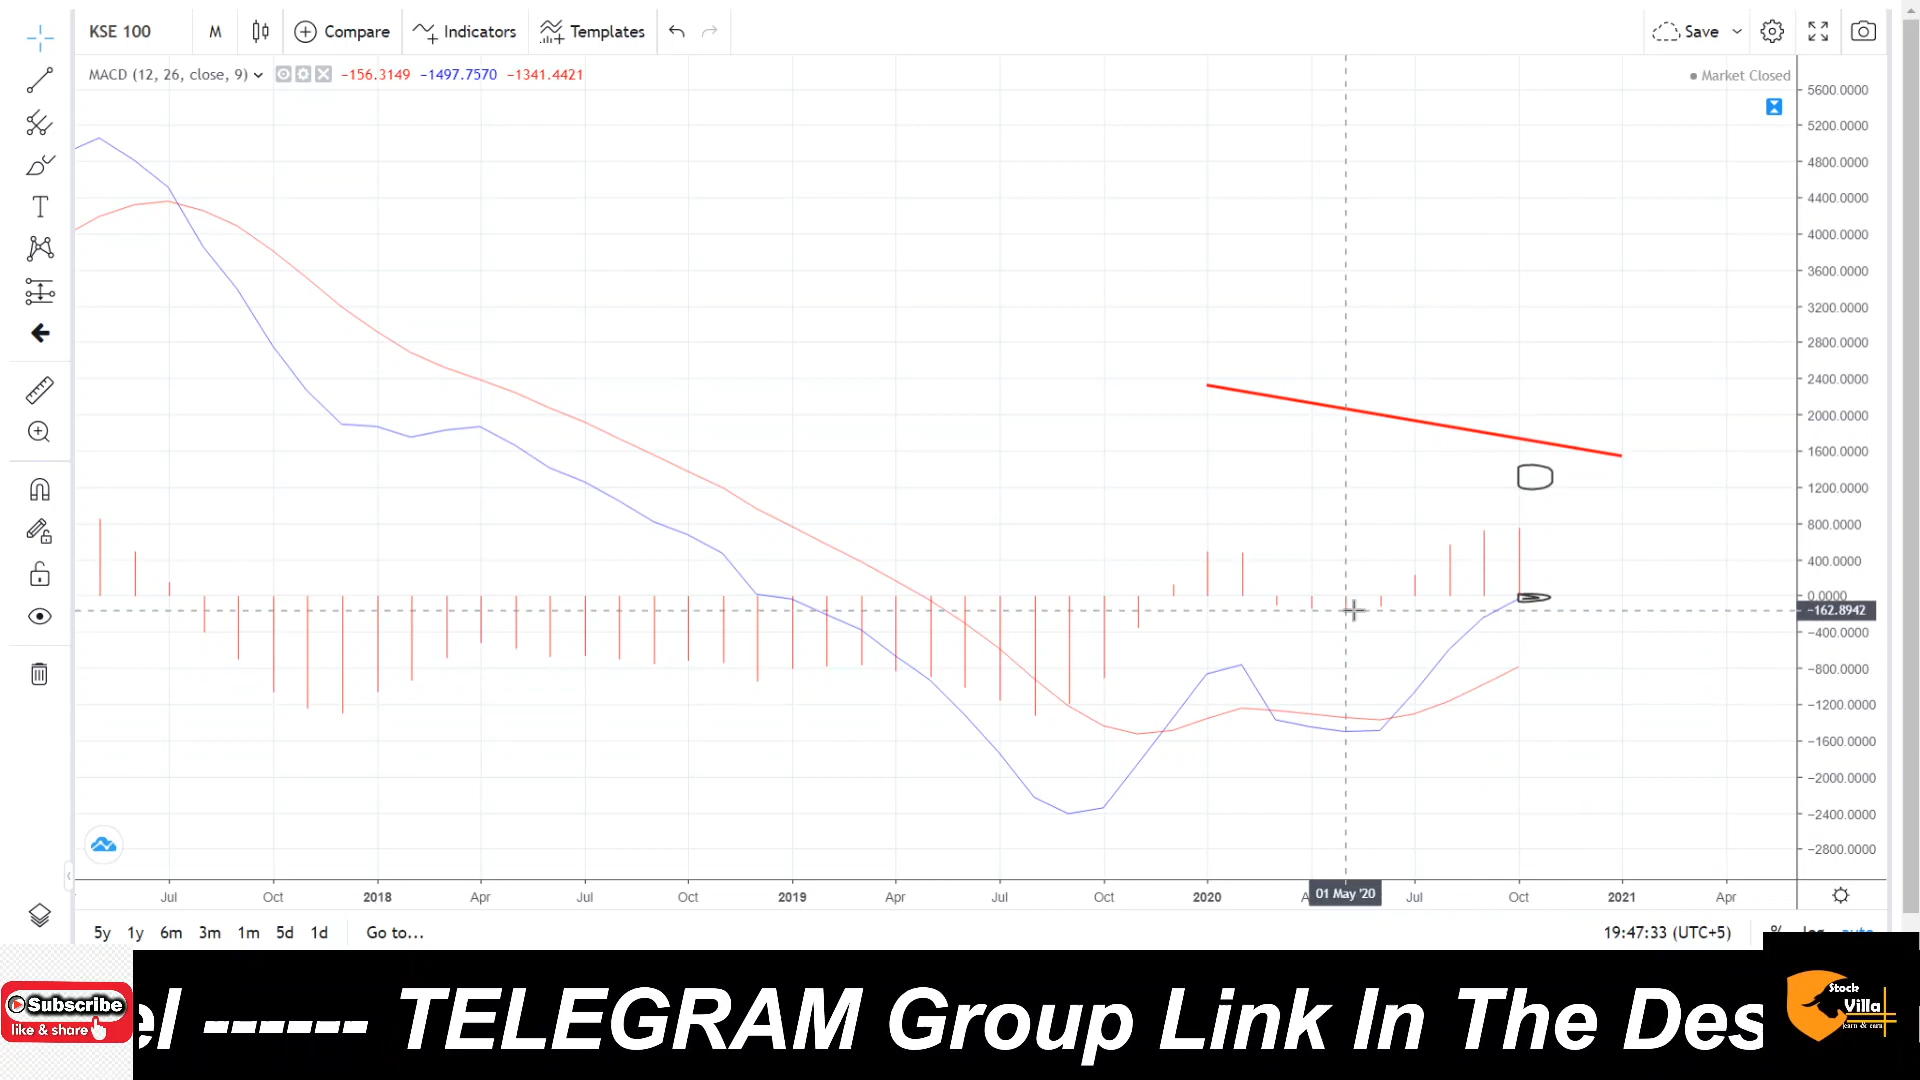 KSE 100 M Compare Indicators Templates Save
MACD (12, 26, close, 9) −156.3149 −1497.7570 −1341.4421
Market Closed
5600.0000
5200.0000
4800.0000
4400.0000
4000.0000
3600.0000
3200.0000
2800.0000
2400.0000
2000.0000
1600.0000
1200.0000
800.0000
400.0000
0.0000
−162.8942
−400.0000
−800.0000
−1200.0000
−1600.0000
−2000.0000
−2400.0000
−2800.0000
Jul Oct 2018 Apr Jul Oct 2019 Apr Jul Oct 2020 A 01 May '20 Jul Oct 2021 Apr
5y 1y 6m 3m 1m 5d 1d Go to... 19:47:33 (UTC+5) % log auto
Subscribe
like & share
el ------ TELEGRAM Group Link In The Des
Stock
Villa
learn & earn